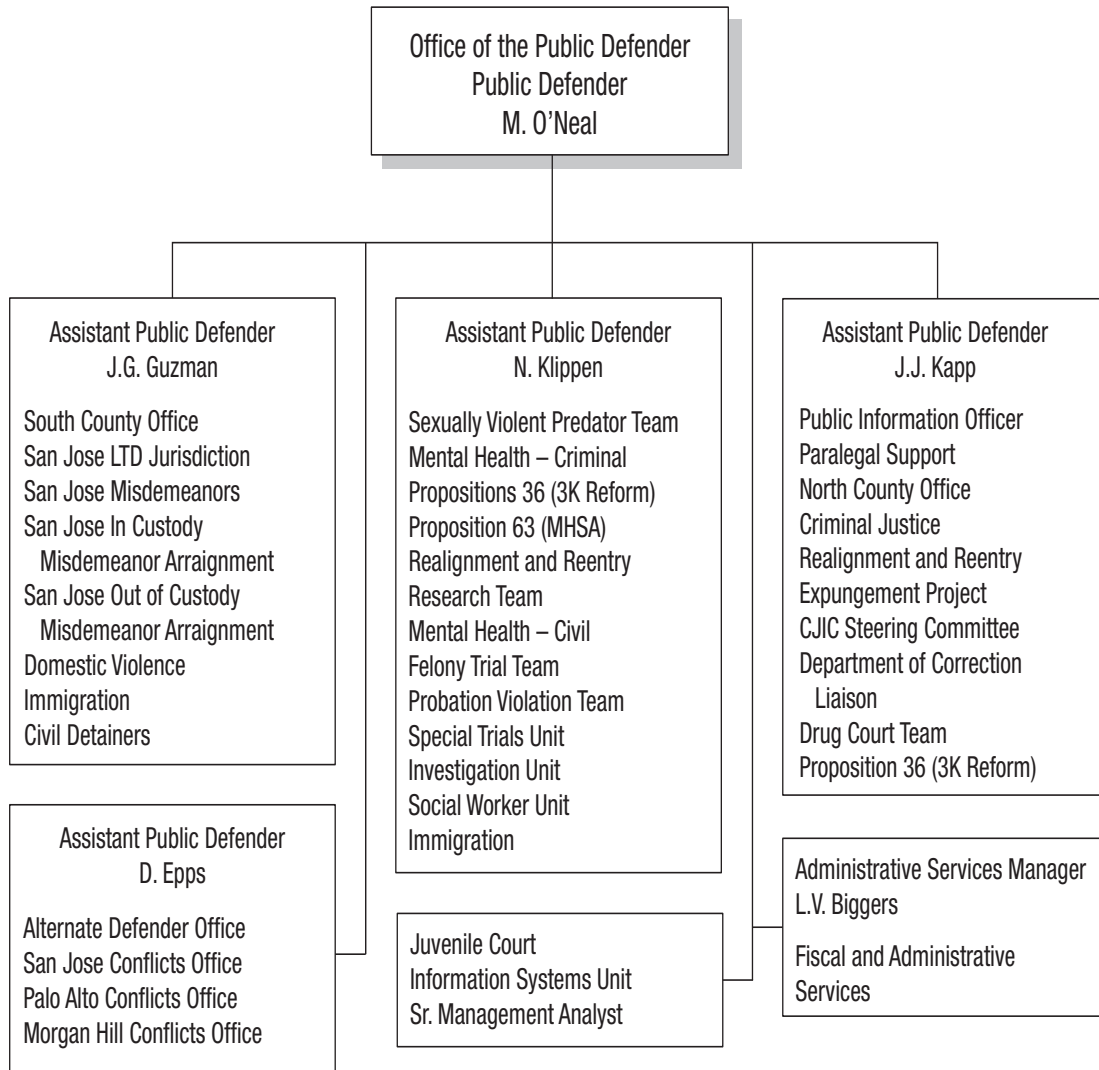 Office of the Public Defender
Public Defender
M. O’Neal
Assistant Public Defender
J.G. Guzman
South County Office
San Jose LTD Jurisdiction
San Jose Misdemeanors
San Jose In Custody
Misdemeanor Arraignment
San Jose Out of Custody
Misdemeanor Arraignment
Domestic Violence
Immigration
Civil Detainers
Assistant Public Defender
N. Klippen
Sexually Violent Predator Team
Mental Health – Criminal
Propositions 36 (3K Reform)
Proposition 63 (MHSA)
Realignment and Reentry
Research Team
Mental Health – Civil
Felony Trial Team
Probation Violation Team
Special Trials Unit
Investigation Unit
Social Worker Unit
Immigration
Assistant Public Defender
J.J. Kapp
Public Information Officer
Paralegal Support
North County Office
Criminal Justice
Realignment and Reentry
Expungement Project
CJIC Steering Committee
Department of Correction
Liaison
Drug Court Team
Proposition 36 (3K Reform)
Assistant Public Defender
D. Epps
Alternate Defender Office
San Jose Conflicts Office
Palo Alto Conflicts Office
Morgan Hill Conflicts Office
Juvenile Court
Information Systems Unit
Sr. Management Analyst
Administrative Services Manager
L.V. Biggers
Fiscal and Administrative
Services